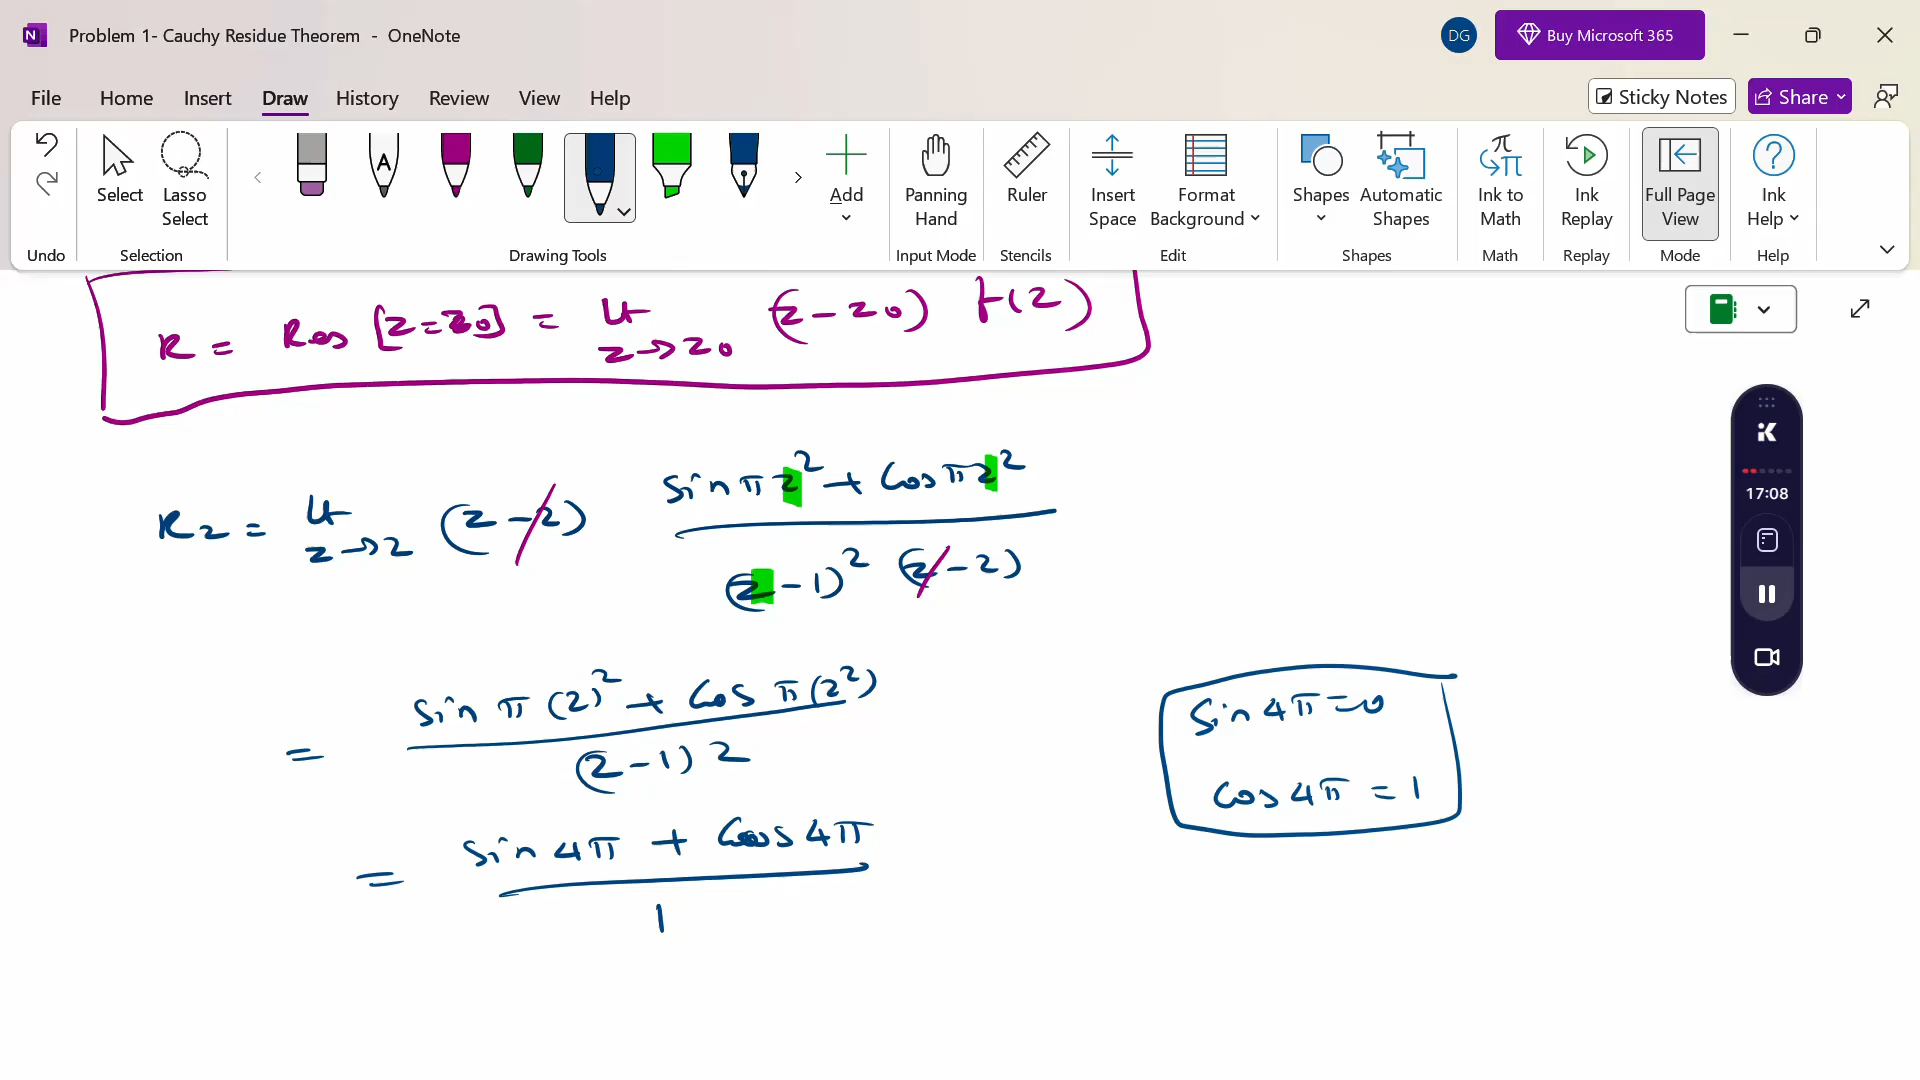 Problem 1- Cauchy Residue Theorem - OneNote
DG
Buy Microsoft 365
File Home Insert Draw History Review View Help
Sticky Notes
Share
Select
Lasso Select
A
Add
Panning Hand
Ruler
Insert Space
Format Background
Shapes
Automatic Shapes
Ink to Math
Ink Replay
Full Page View
Ink Help
Undo
Selection
Drawing Tools
Input Mode
Stencils
Edit
Shapes
Math
Replay
Mode
Help
R = Res [z=z0] = Lt z→z0 (z-z0) f(z)
17:08
R2 = Lt z→2 (z-2) sin πz² + Cos πz² / (z-1)² (z-2)
= sin π(2)² + Cos π(2²) / (2-1)2
sin 4π = 0
cos 4π = 1
= sin 4π + Cos 4π / 1